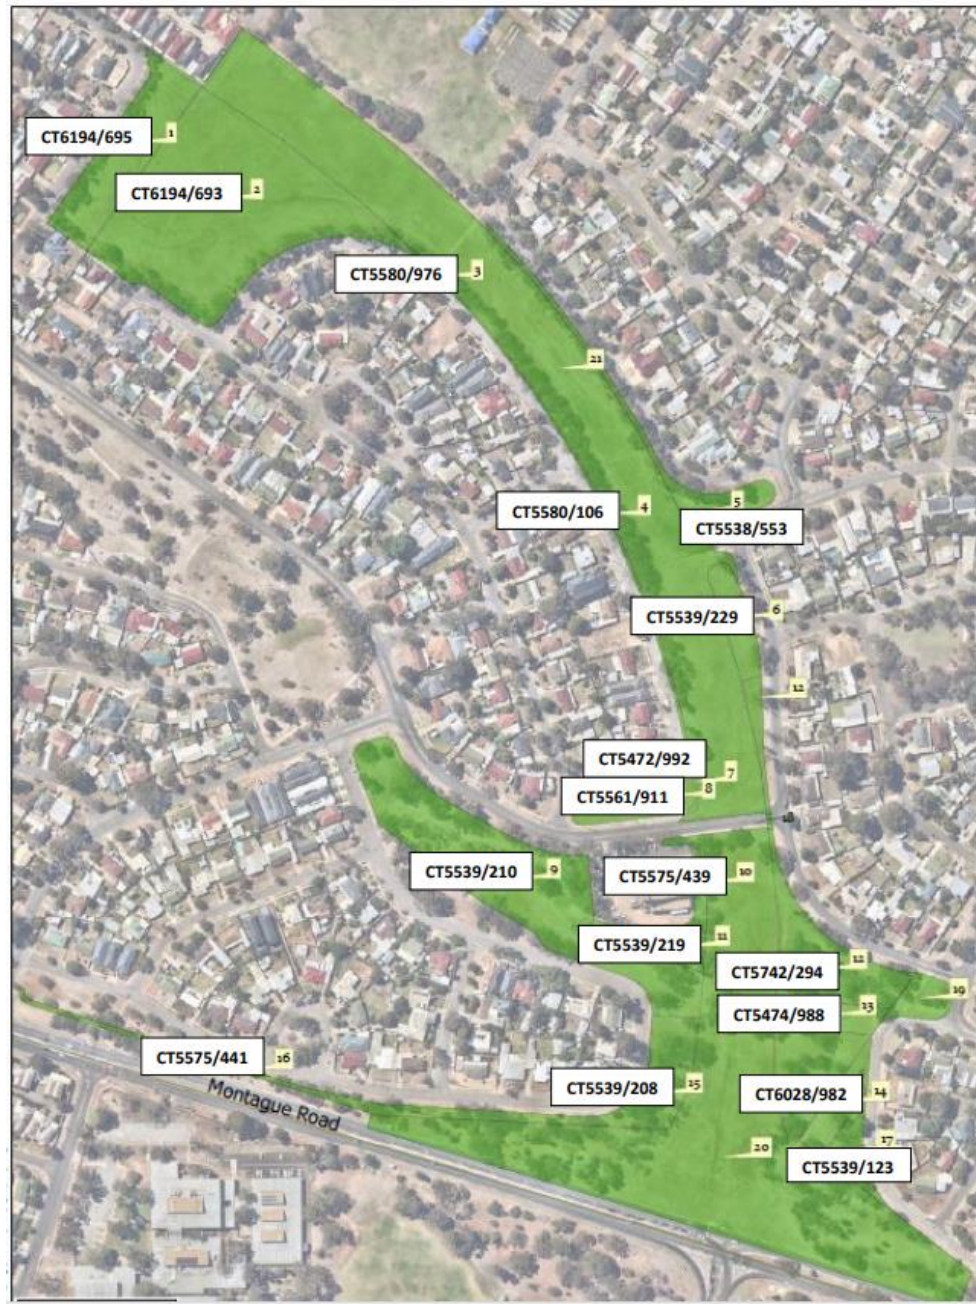 1
CT6194/695
2
CT6194/693
3
CT5580/976
21
5
4
CT5580/106
CT5538/553
6
CT5539/229
12
CT5472/992
7
8
CT5561/911
18
9
CT5539/210
10
CT5575/439
11
CT5539/219
12
CT5742/294
19
13
CT5474/988
16
CT5575/441
15
CT5539/208
14
CT6028/982
Montague Road
17
20
CT5539/123